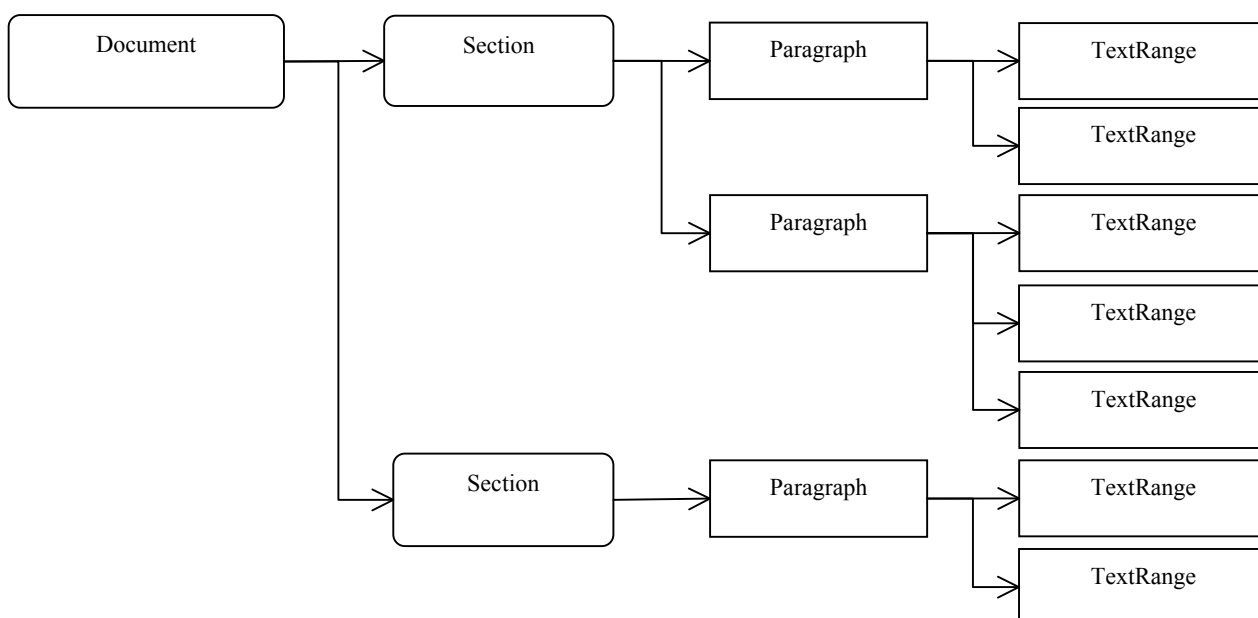 Document
Section
Paragraph
TextRange
TextRange
Paragraph
TextRange
TextRange
TextRange
Section
Paragraph
TextRange
TextRange